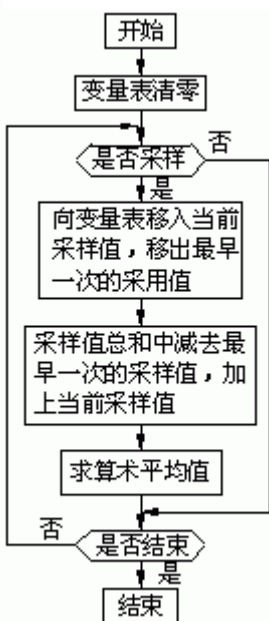 开始
变量表清零
是否采样
否
是
向变量表移入当前
采样值，移出最早
一次的采用值
采样值总和中减去最
早一次的采样值，加
上当前采样值
求算术平均值
否
是否结束
是
结束